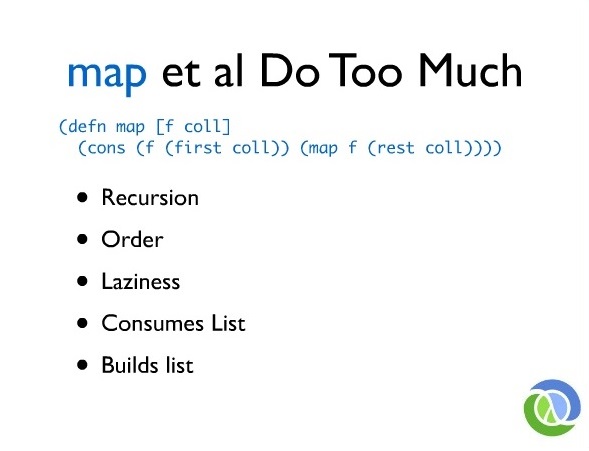 map et al Do Too Much
(defn map [f coll]
(cons (f (first coll)) (map f (rest coll))))
• Recursion
• Order
• Laziness
• Consumes List
• Builds list